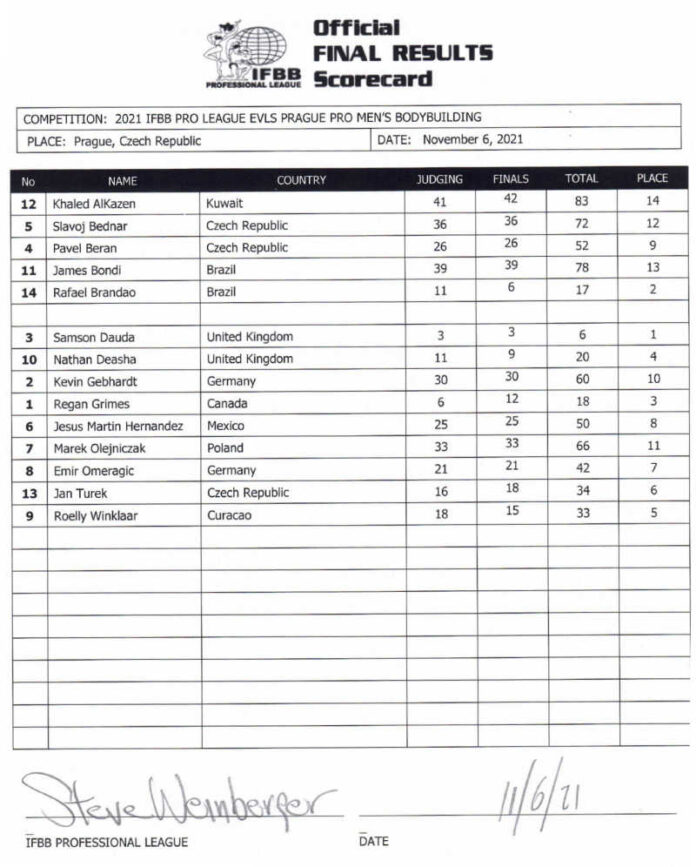 Official
FINAL RESULTS
Scorecard
IFBB
PROFESSIONAL LEAGUE
COMPETITION: 2021 IFBB PRO LEAGUE EVLS PRAGUE PRO MEN'S BODYBUILDING
PLACE: Prague, Czech Republic DATE: November 6, 2021
No NAME COUNTRY JUDGING FINALS TOTAL PLACE
12 Khaled AlKazen Kuwait 41 42 83 14
5 Slavoj Bednar Czech Republic 36 36 72 12
4 Pavel Beran Czech Republic 26 26 52 9
11 James Bondi Brazil 39 39 78 13
14 Rafael Brandao Brazil 11 6 17 2
3 Samson Dauda United Kingdom 3 3 6 1
10 Nathan Deasha United Kingdom 11 9 20 4
2 Kevin Gebhardt Germany 30 30 60 10
1 Regan Grimes Canada 6 12 18 3
6 Jesus Martin Hernandez Mexico 25 25 50 8
7 Marek Olejniczak Poland 33 33 66 11
8 Emir Omeragic Germany 21 21 42 7
13 Jan Turek Czech Republic 16 18 34 6
9 Roelly Winklaar Curacao 18 15 33 5
Steve Weinberger 11/6/21
IFBB PROFESSIONAL LEAGUE DATE